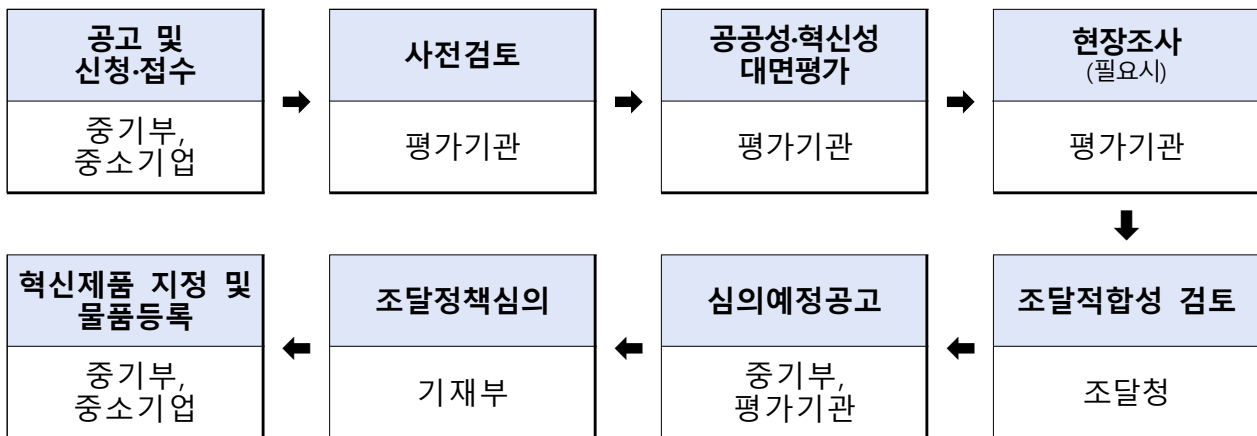 공고 및
신청·접수
중기부,
중소기업
사전검토
평가기관
공공성·혁신성
대면평가
평가기관
현장조사
(필요시)
평가기관
조달적합성 검토
조달청
심의예정공고
중기부,
평가기관
조달정책심의
기재부
혁신제품 지정 및
물품등록
중기부,
중소기업